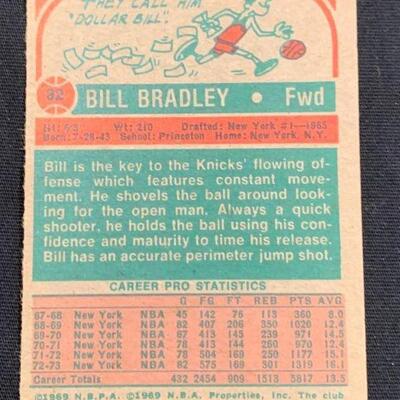 THEY CALL HIM
"DOLLAR BILL"
82 BILL BRADLEY • Fwd
Ht: 6'5 Wt: 210 Drafted: New York #1—1965
Born: 7-28-43 School: Princeton Home: New York, N.Y.
Bill is the key to the Knicks' flowing of-
fense which features constant move-
ment. He shovels the ball around look-
ing for the open man. Always a quick
shooter, he holds the ball using his con-
fidence and maturity to time his release.
Bill has an accurate perimeter jump shot.
CAREER PRO STATISTICS
G FG FT REB PTS AVG
67-68 New York NBA 45 142 76 113 360 8.0
68-69 New York NBA 82 407 206 350 1020 12.4
69-70 New York NBA 67 413 145 239 971 14.5
70-71 New York NBA 78 413 144 260 970 12.4
71-72 New York NBA 78 504 169 250 1177 15.1
72-73 New York NBA 82 575 169 301 1319 16.1
Career Totals 432 2454 909 1513 5817 13.5
©1969 N.B.P.A. ©1969 N.B.A. Properties, Inc. The club